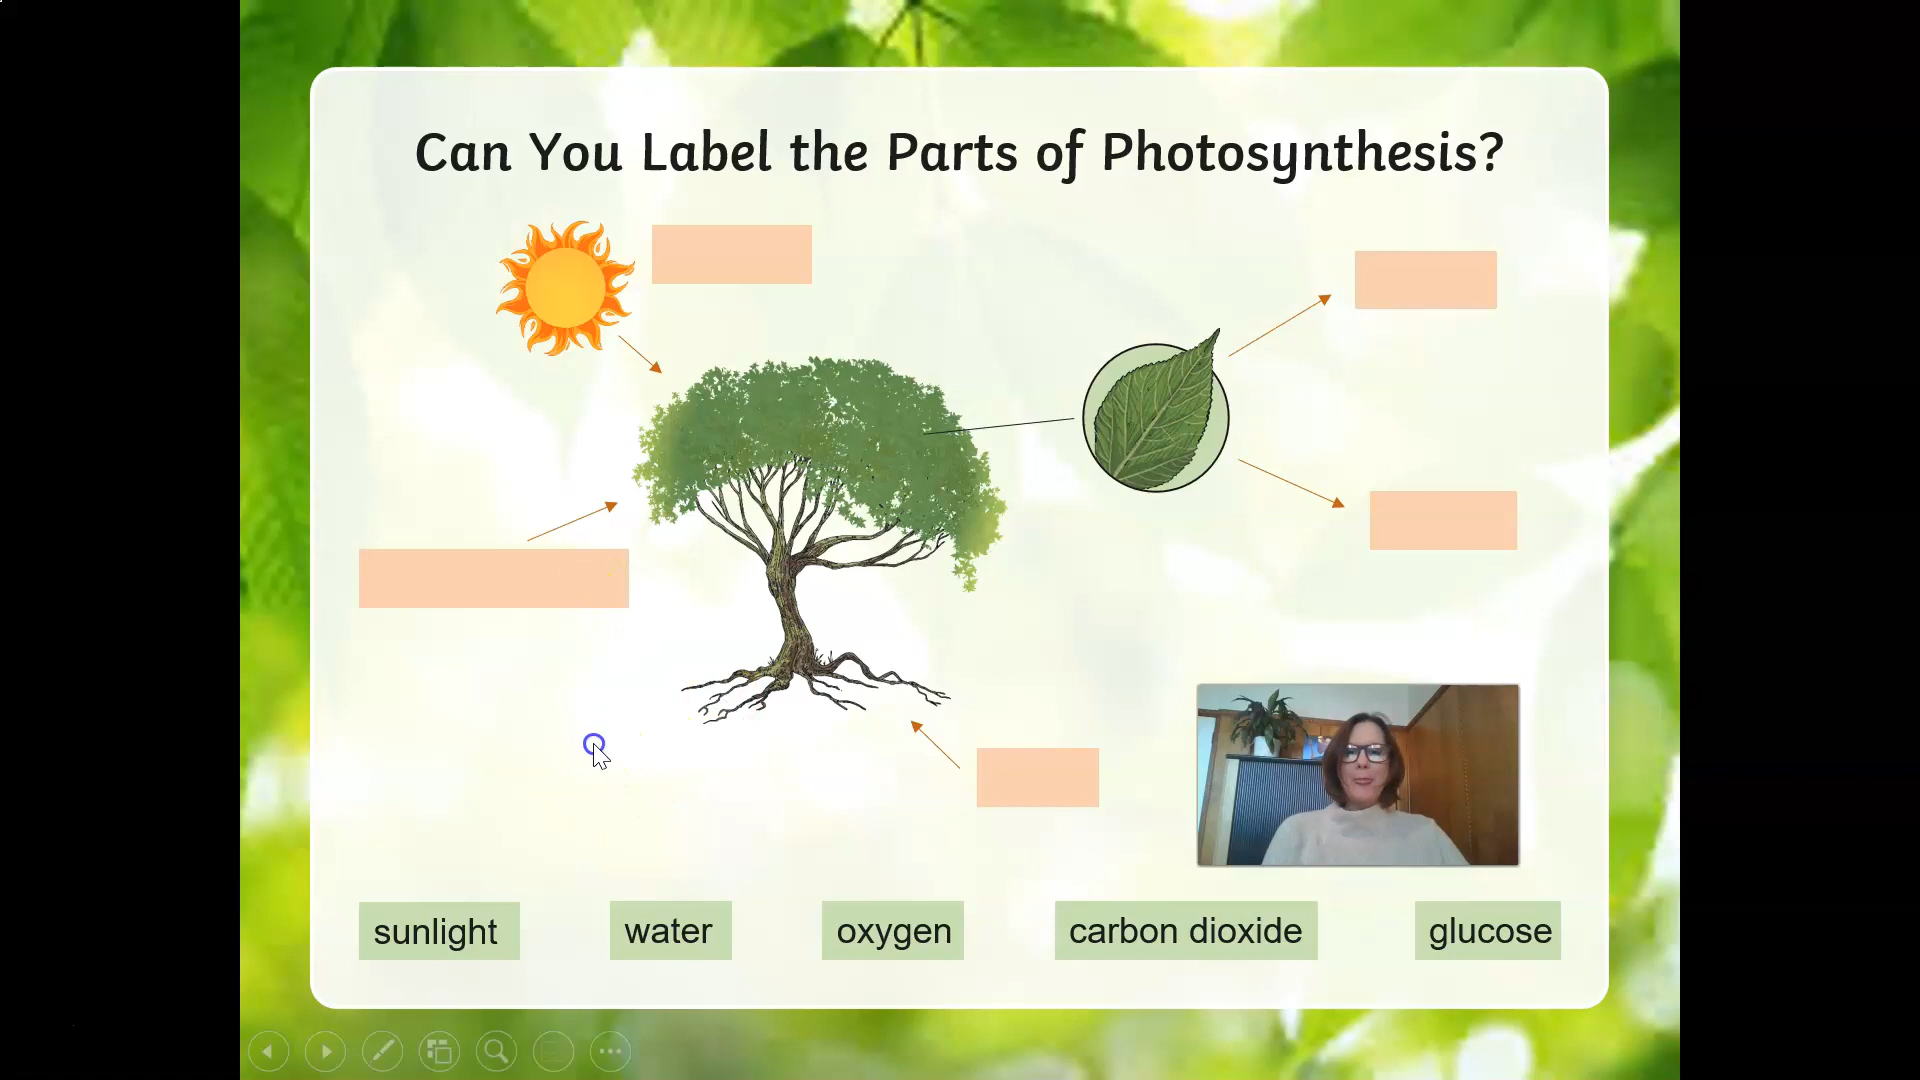 Can You Label the Parts of Photosynthesis?
sunlight
water
oxygen
carbon dioxide
glucose